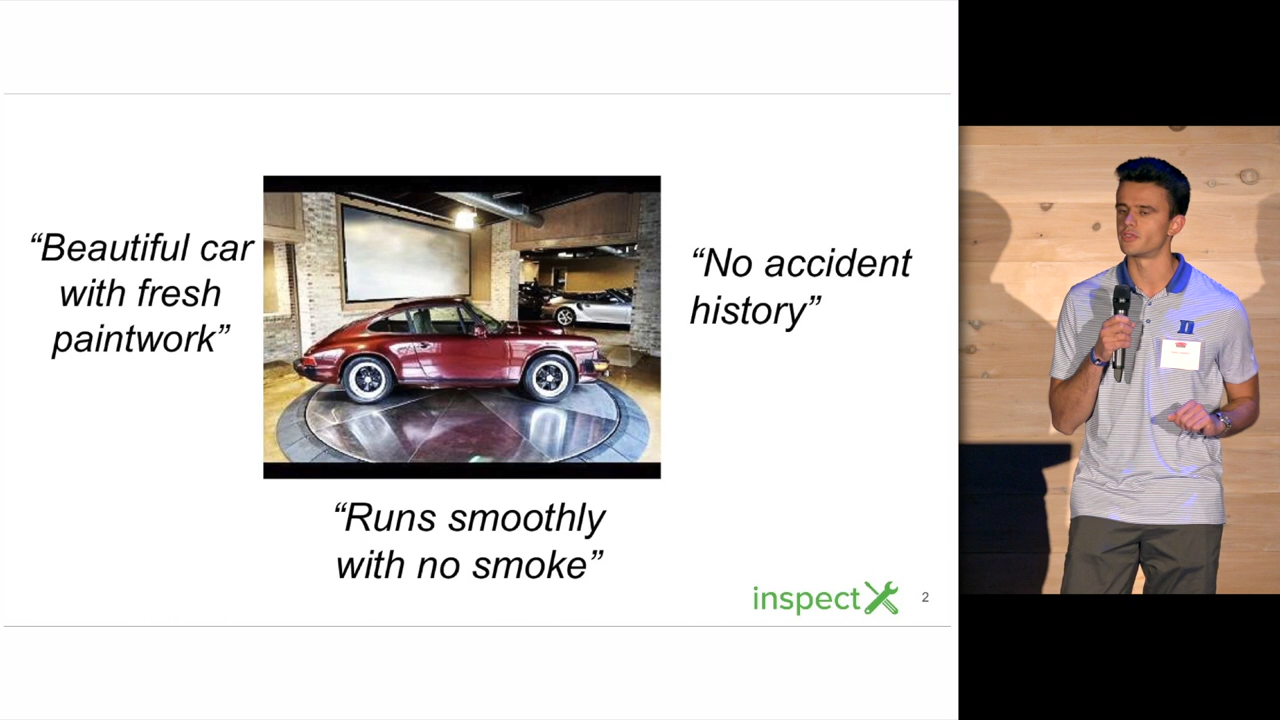 “Beautiful car
with fresh
paintwork”
“No accident
history”
“Runs smoothly
with no smoke”
inspect
2
D